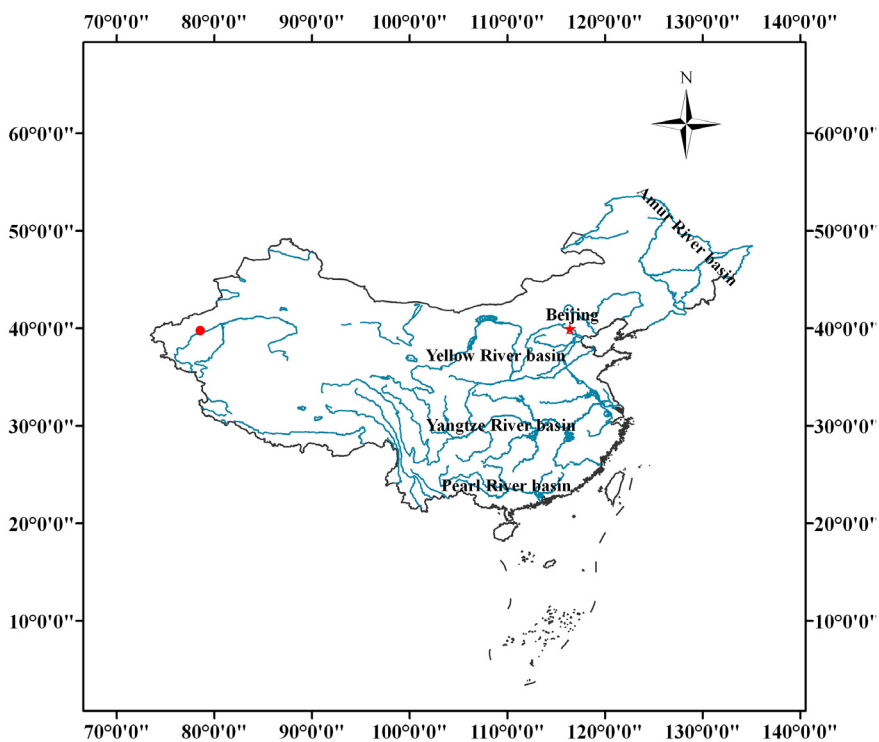 70°0'0" 80°0'0" 90°0'0" 100°0'0" 110°0'0" 120°0'0" 130°0'0" 140°0'0"
N
60°0'0" 60°0'0"
Amur River basin
50°0'0" 50°0'0"
Beijing
40°0'0" 40°0'0"
Yellow River basin
30°0'0" Yangtze River basin 30°0'0"
Pearl River basin
20°0'0" 20°0'0"
10°0'0" 10°0'0"
70°0'0" 80°0'0" 90°0'0" 100°0'0" 110°0'0" 120°0'0" 130°0'0" 140°0'0"